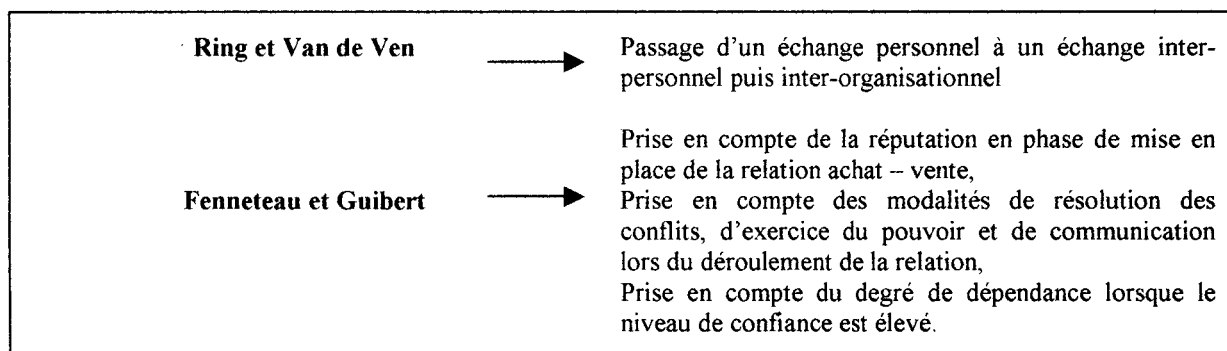 Ring et Van de Ven
Passage d'un échange personnel à un échange inter-
personnel puis inter-organisationnel
Prise en compte de la réputation en phase de mise en
place de la relation achat – vente,
Fenneteau et Guibert
Prise en compte des modalités de résolution des
conflits, d'exercice du pouvoir et de communication
lors du déroulement de la relation,
Prise en compte du degré de dépendance lorsque le
niveau de confiance est élevé.